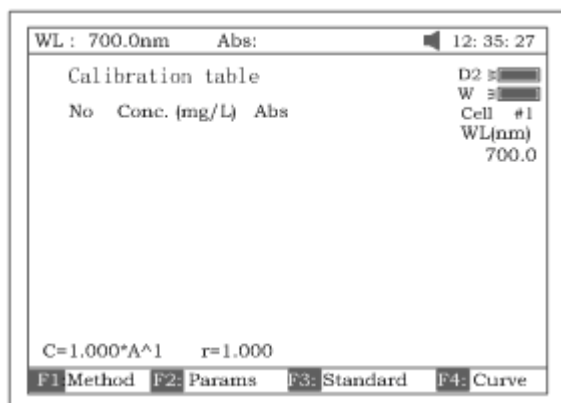 WL : 700.0nm Abs: 12: 35: 27
Calibration table
D2
W
No Conc. (mg/L) Abs
Cell #1
WL(nm)
700.0
C=1.000*A^1 r=1.000
F1:Method F2: Params F3: Standard F4: Curve